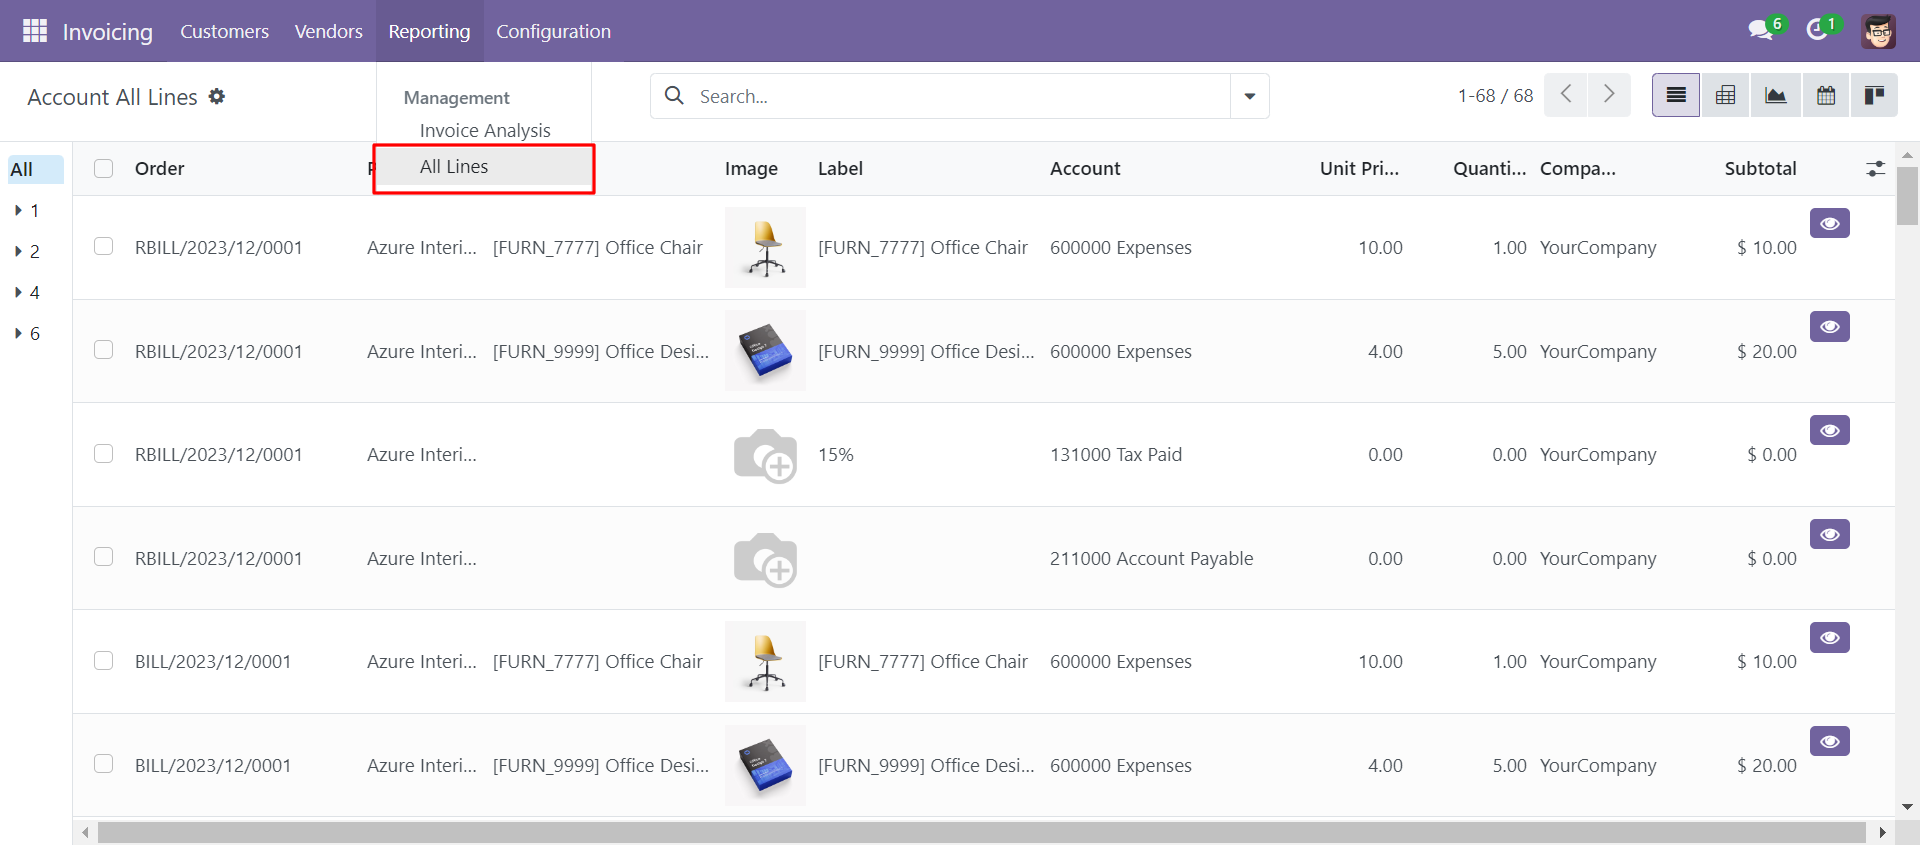 Invoicing Customers Vendors Reporting Configuration 6 1
Account All Lines
Management
Invoice Analysis
All Lines
Search...
1-68 / 68
All
1
2
4
6
Order Image Label Account Unit Pri... Quanti... Compa... Subtotal
RBILL/2023/12/0001 Azure Interi... [FURN_7777] Office Chair [FURN_7777] Office Chair 600000 Expenses 10.00 1.00 YourCompany $ 10.00
RBILL/2023/12/0001 Azure Interi... [FURN_9999] Office Desi... [FURN_9999] Office Desi... 600000 Expenses 4.00 5.00 YourCompany $ 20.00
RBILL/2023/12/0001 Azure Interi... 15% 131000 Tax Paid 0.00 0.00 YourCompany $ 0.00
RBILL/2023/12/0001 Azure Interi... 211000 Account Payable 0.00 0.00 YourCompany $ 0.00
BILL/2023/12/0001 Azure Interi... [FURN_7777] Office Chair [FURN_7777] Office Chair 600000 Expenses 10.00 1.00 YourCompany $ 10.00
BILL/2023/12/0001 Azure Interi... [FURN_9999] Office Desi... [FURN_9999] Office Desi... 600000 Expenses 4.00 5.00 YourCompany $ 20.00